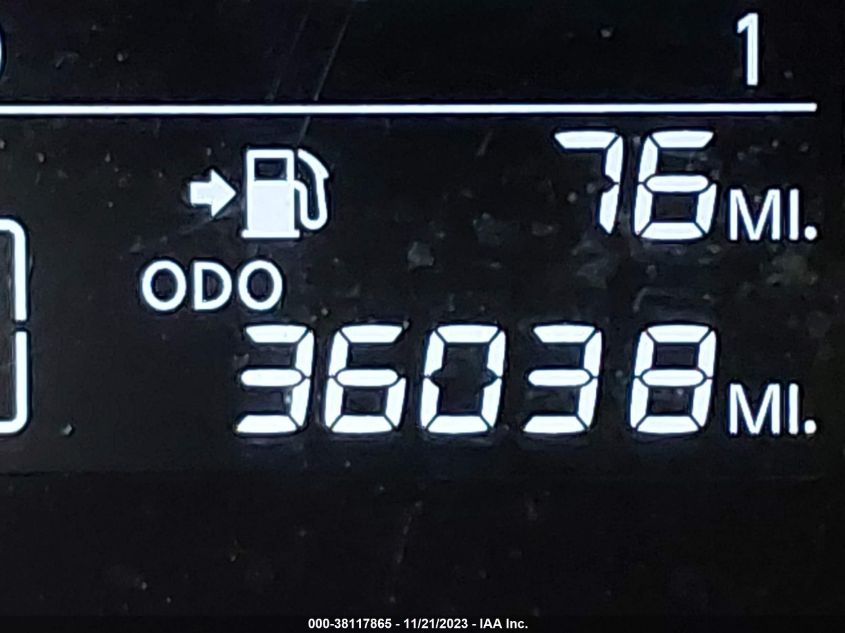 1
76 MI.
ODO
36038 MI.
000-38117865 - 11/21/2023 - IAA Inc.